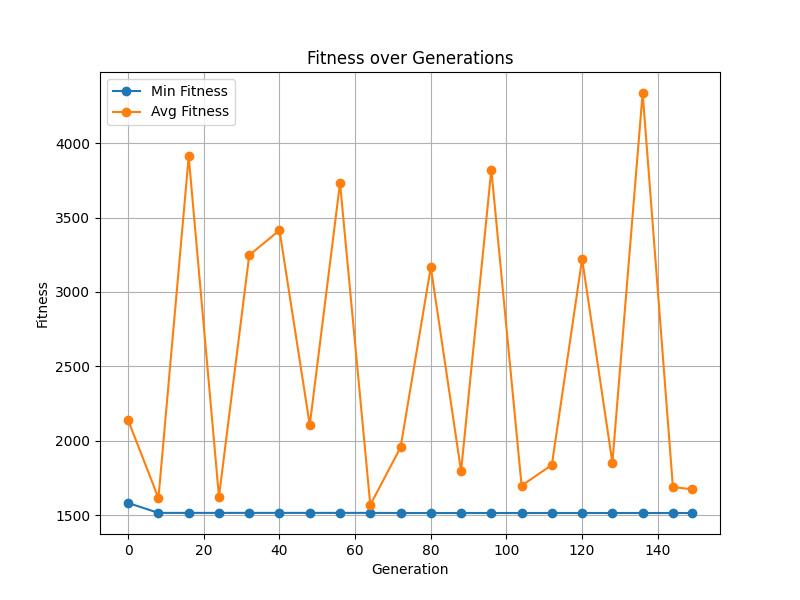 Fitness over Generations
Min Fitness
Avg Fitness
4000
3500
3000
2500
2000
1500
Fitness
0 20 40 60 80 100 120 140
Generation